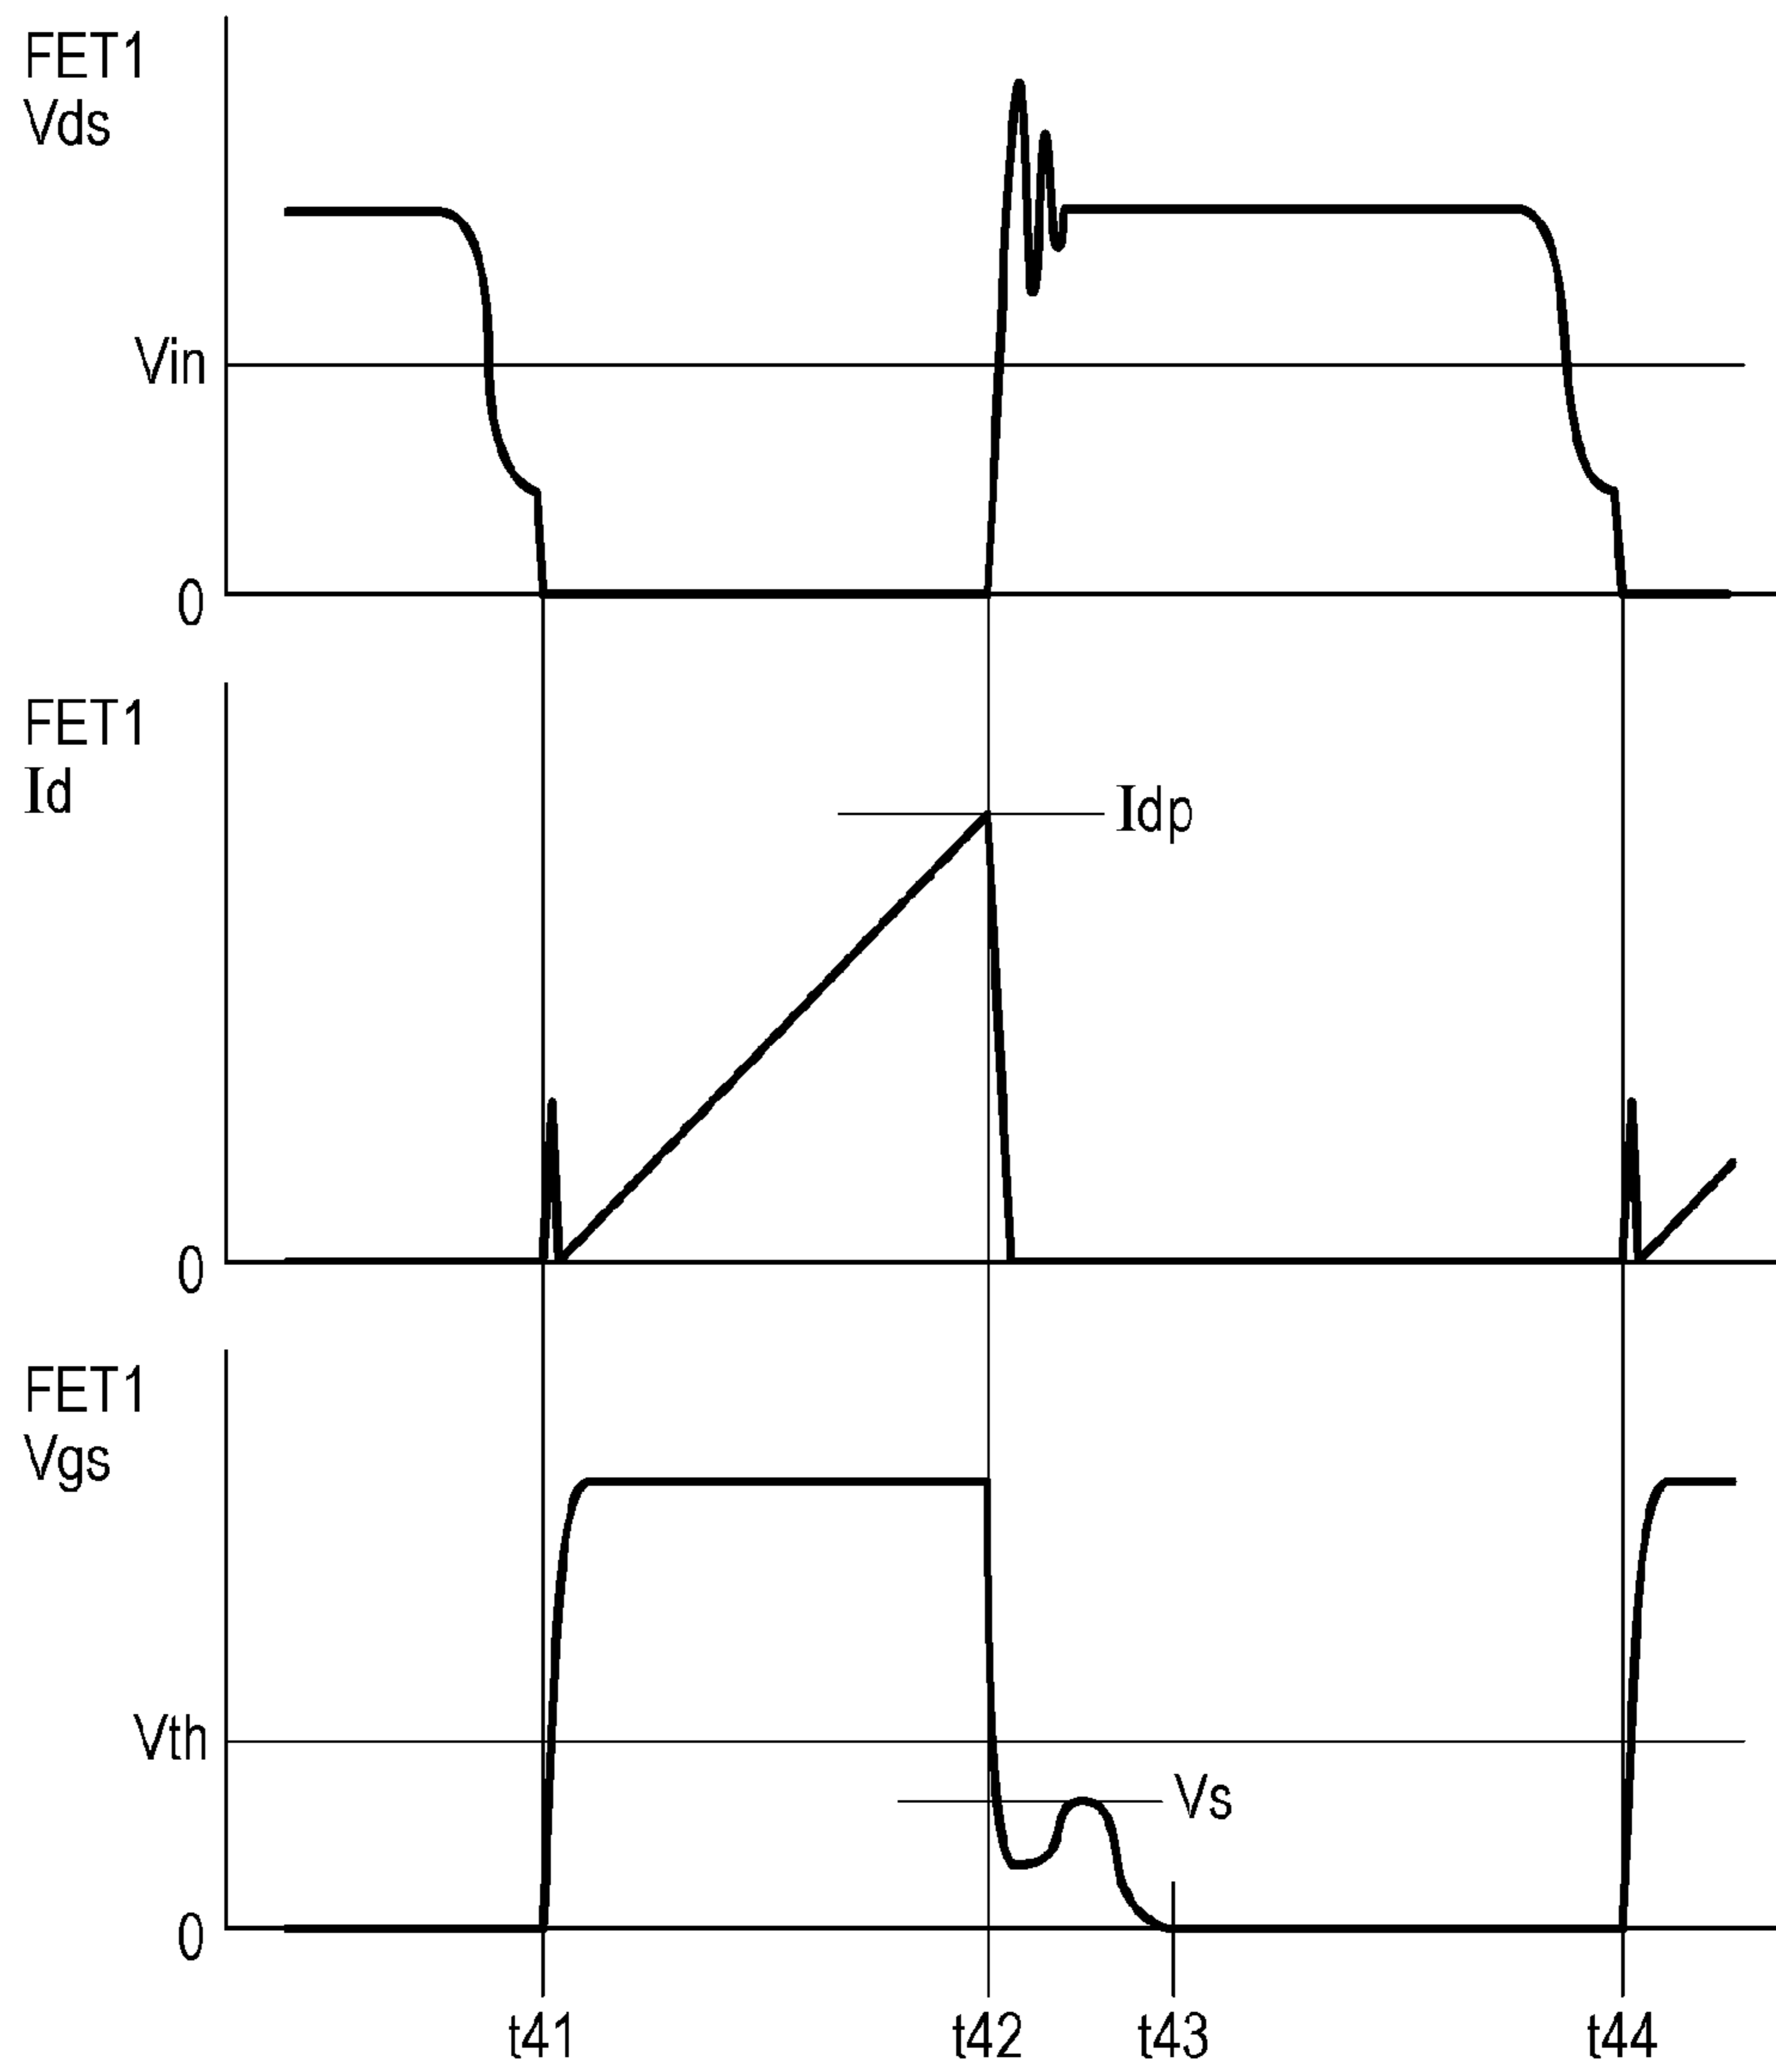 FET1
Vds
Vin
0
FET1
Id
Idp
0
FET1
Vgs
Vth
Vs
0
t41 t42 t43 t44